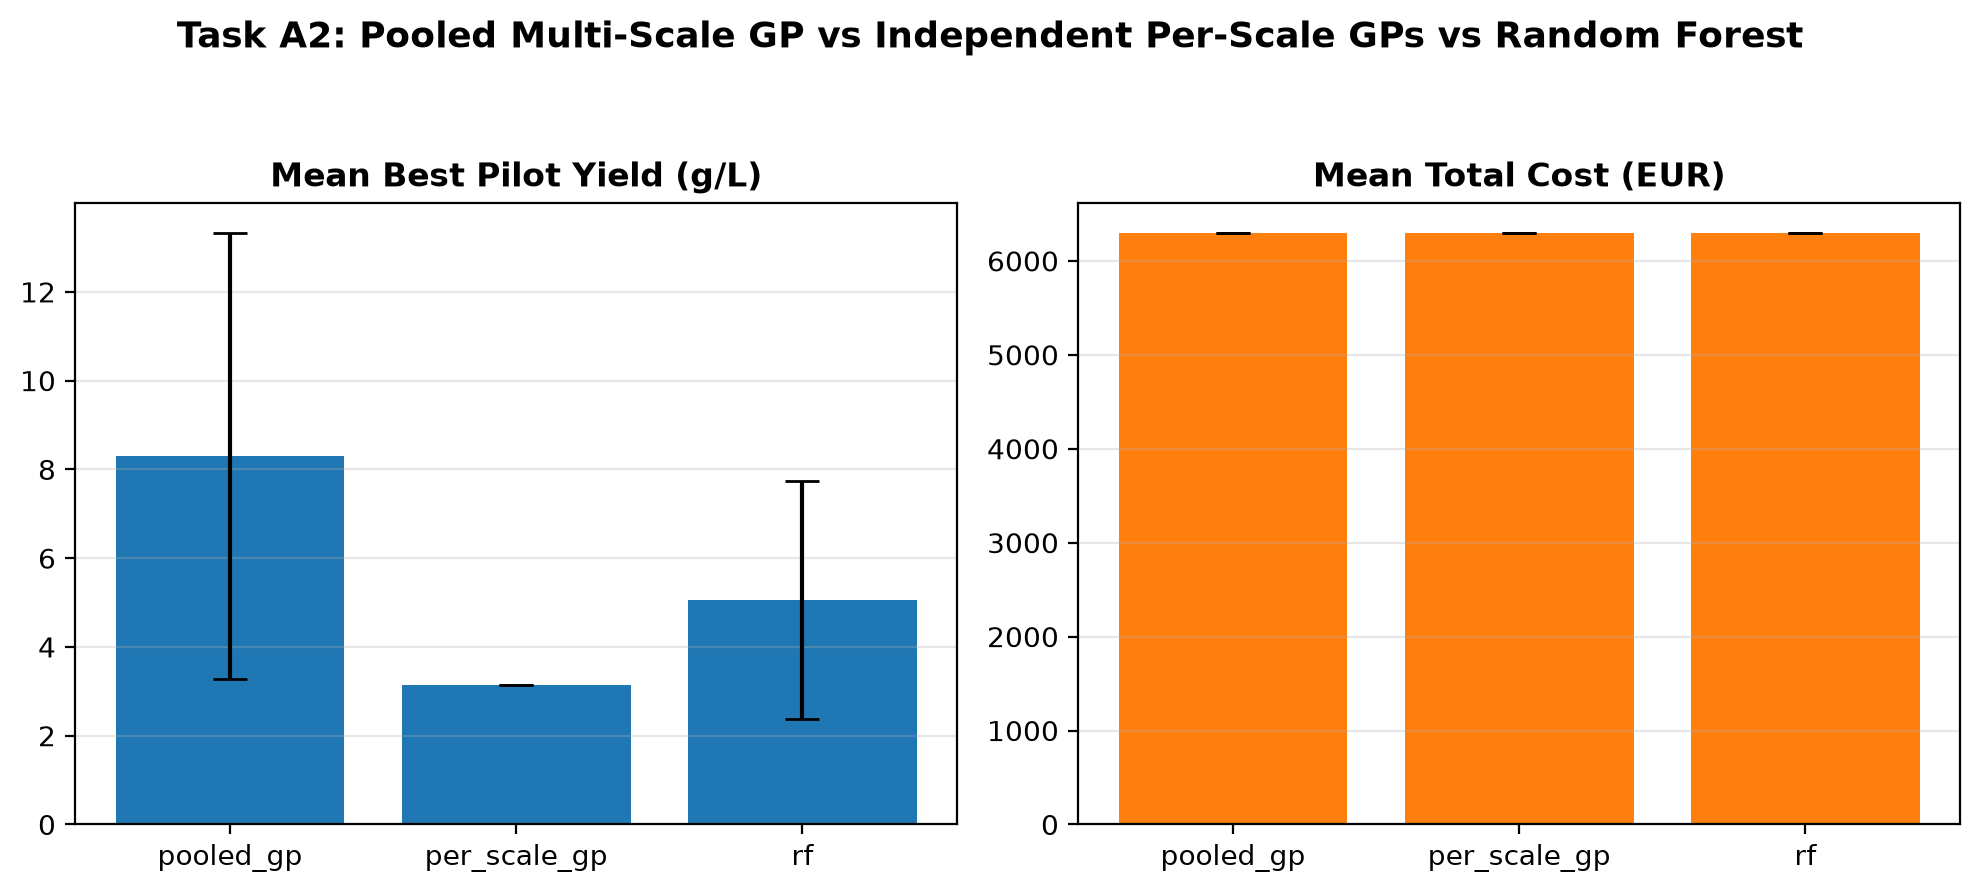 Task A2: Pooled Multi-Scale GP vs Independent Per-Scale GPs vs Random Forest
Mean Best Pilot Yield (g/L)
12
10
8
6
4
2
0
pooled_gp
per_scale_gp
rf
Mean Total Cost (EUR)
6000
5000
4000
3000
2000
1000
0
pooled_gp
per_scale_gp
rf